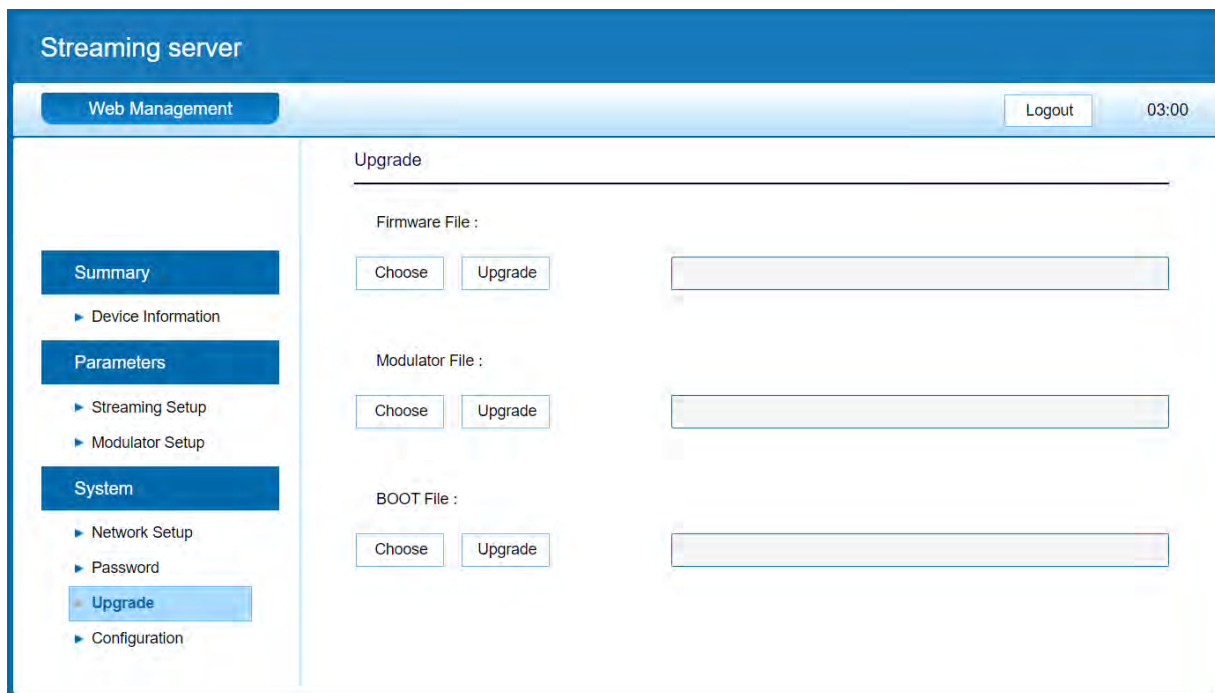 Streaming server
Web Management
Logout
03:00
Summary
Device Information
Parameters
Streaming Setup
Modulator Setup
System
Network Setup
Password
Upgrade
Configuration
Upgrade
Firmware File :
Choose Upgrade
Modulator File :
Choose Upgrade
BOOT File :
Choose Upgrade